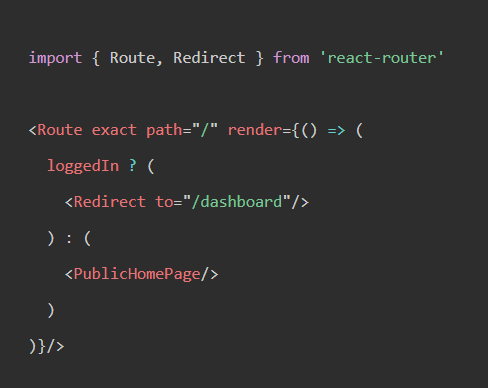 import { Route, Redirect } from 'react-router'
<Route exact path="/" render={() => (
  loggedIn ? (
    <Redirect to="/dashboard"/>
  ) : (
    <PublicHomePage/>
  )
)}/>